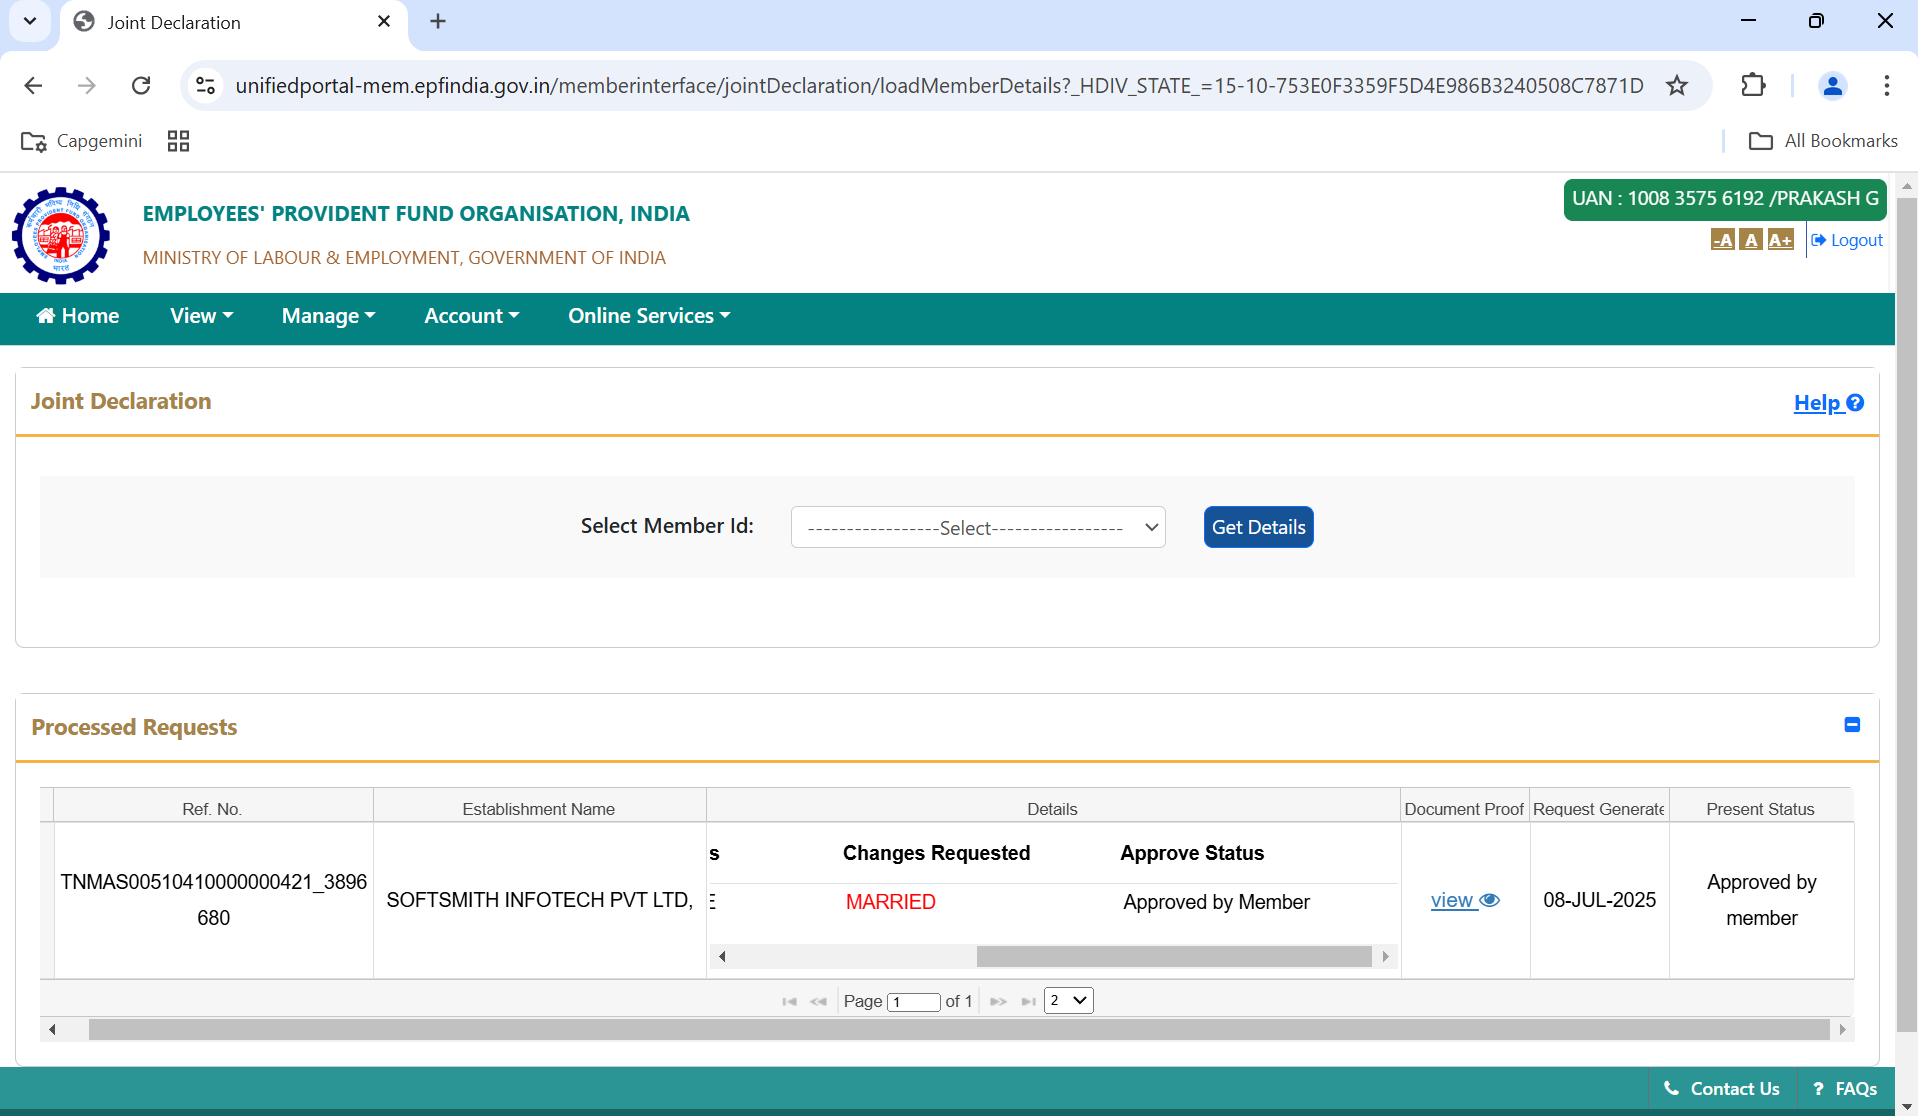 Joint Declaration
unifiedportal-mem.epfindia.gov.in/memberinterface/jointDeclaration/loadMemberDetails?_HDIV_STATE_=15-10-753E0F3359F5D4E986B3240508C7871D
Capgemini
All Bookmarks
EMPLOYEES' PROVIDENT FUND ORGANISATION, INDIA
MINISTRY OF LABOUR & EMPLOYMENT, GOVERNMENT OF INDIA
UAN : 1008 3575 6192 /PRAKASH G
-A A A+ Logout
Home View Manage Account Online Services
Joint Declaration
Help ?
Select Member Id: -----------------Select----------------- Get Details
Processed Requests
Ref. No. Establishment Name Details Document Proof Request Generate Present Status
s Changes Requested Approve Status
TNMAS00510410000000421_3896
680
SOFTSMITH INFOTECH PVT LTD,
E MARRIED Approved by Member
view
08-JUL-2025
Approved by
member
Page 1 of 1 2
Contact Us ? FAQs